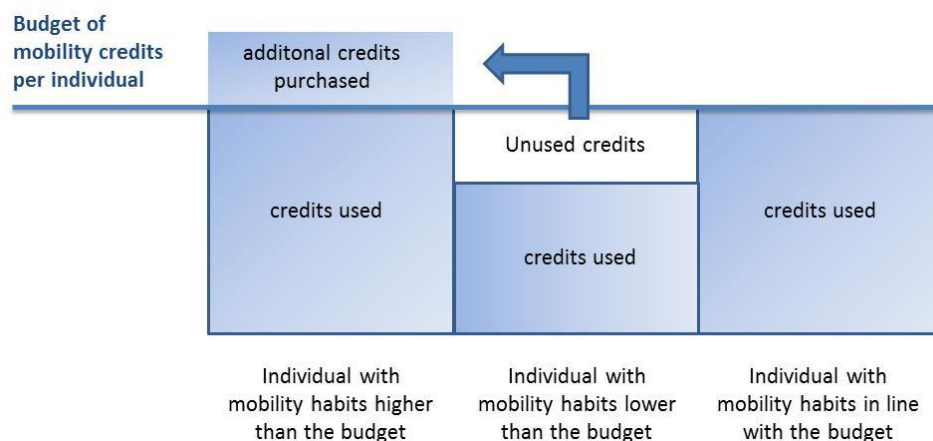 Budget of
mobility credits
per individual
additonal credits
purchased
Unused credits
credits used
credits used
credits used
Individual with
mobility habits higher
than the budget
Individual with
mobility habits lower
than the budget
Individual with
mobility habits in line
with the budget